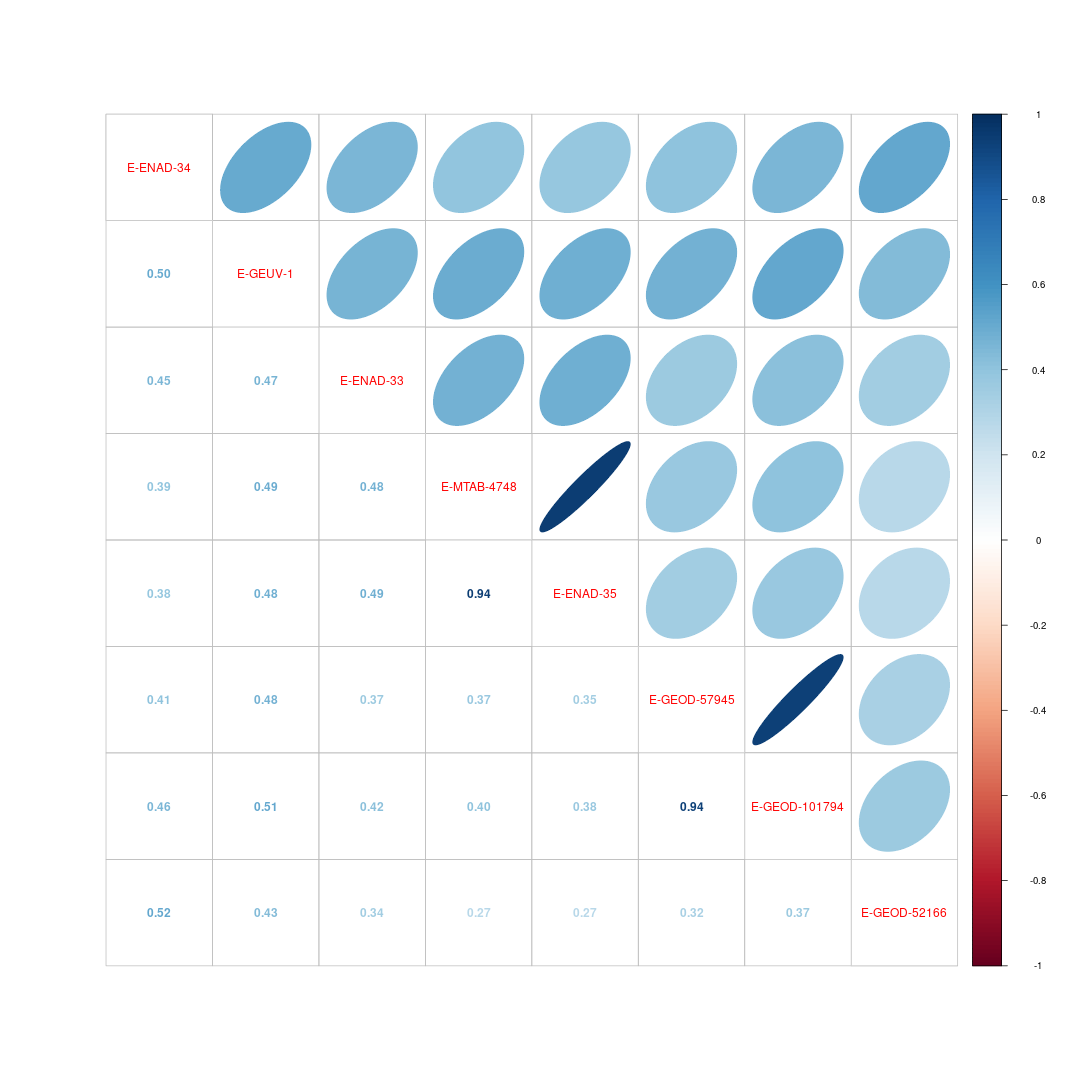 1
E-ENAD-34
0.8
0.50 E-GEUV-1
0.6
0.45 0.47 E-ENAD-33
0.4
0.39 0.49 0.48 E-MTAB-4748
0.2
0
0.38 0.48 0.49 0.94 E-ENAD-35
-0.2
0.41 0.48 0.37 0.37 0.35 E-GEOD-57945
-0.4
-0.6
0.46 0.51 0.42 0.40 0.38 0.94 E-GEOD-101794
-0.8
0.52 0.43 0.34 0.27 0.27 0.32 0.37 E-GEOD-52166
-1